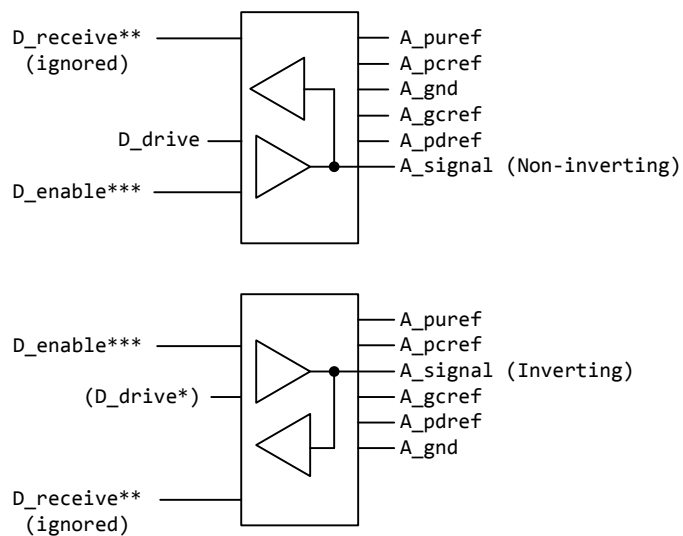 D_receive**
(ignored)
D_drive
D_enable***
A_puref
A_pcref
A_gnd
A_gcref
A_pdref
A_signal (Non-inverting)
D_enable***
(D_drive*)
D_receive**
(ignored)
A_puref
A_pcref
A_signal (Inverting)
A_gcref
A_pdref
A_gnd